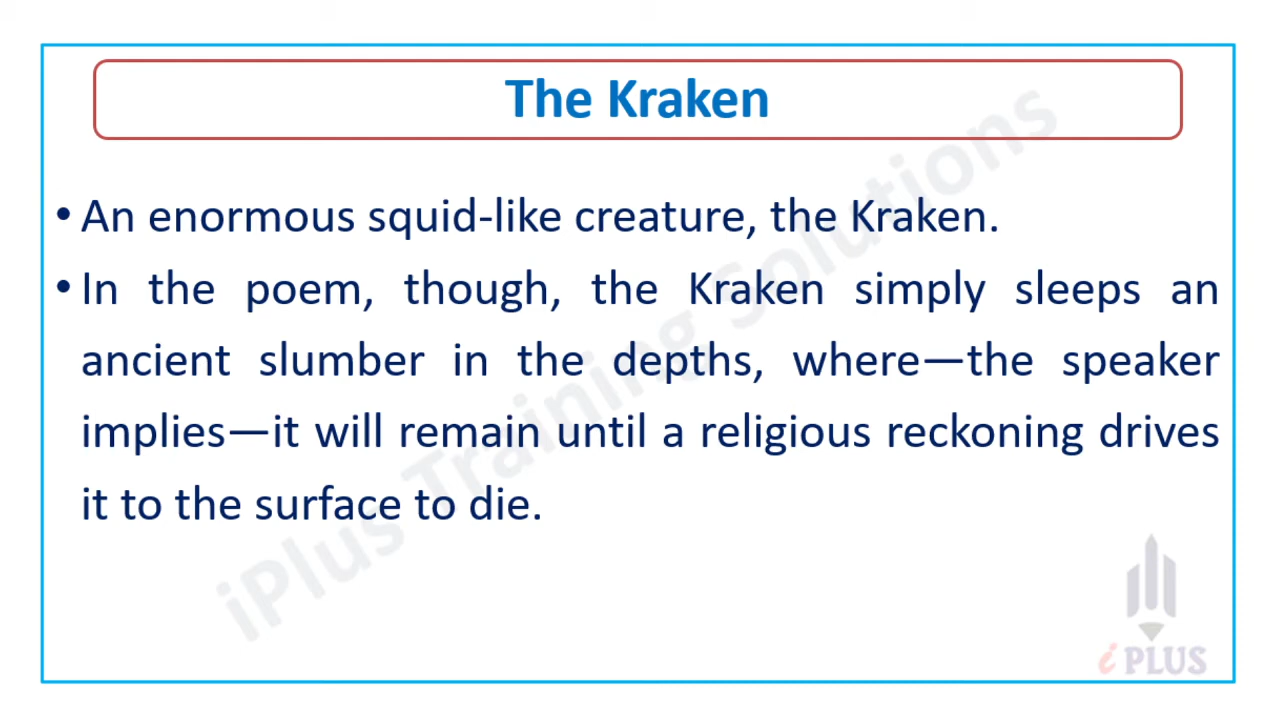 The Kraken
• An enormous squid-like creature, the Kraken.
• In the poem, though, the Kraken simply sleeps an
ancient slumber in the depths, where—the speaker
implies—it will remain until a religious reckoning drives
it to the surface to die.
iPlus Training Solutions
i PLUS